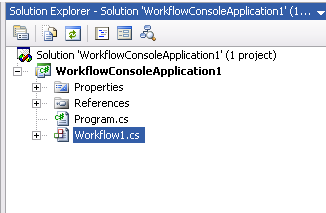 Solution Explorer - Solution 'WorkflowConsoleApplication1' (1...
Solution 'WorkflowConsoleApplication1' (1 project)
WorkflowConsoleApplication1
Properties
References
Program.cs
Workflow1.cs